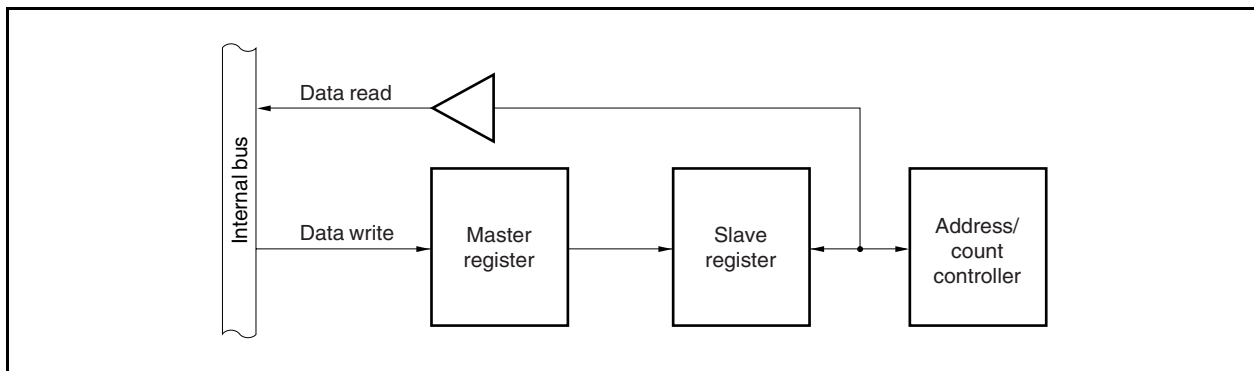 Data read
Internal bus
Data write
Master
register
Slave
register
Address/
count
controller